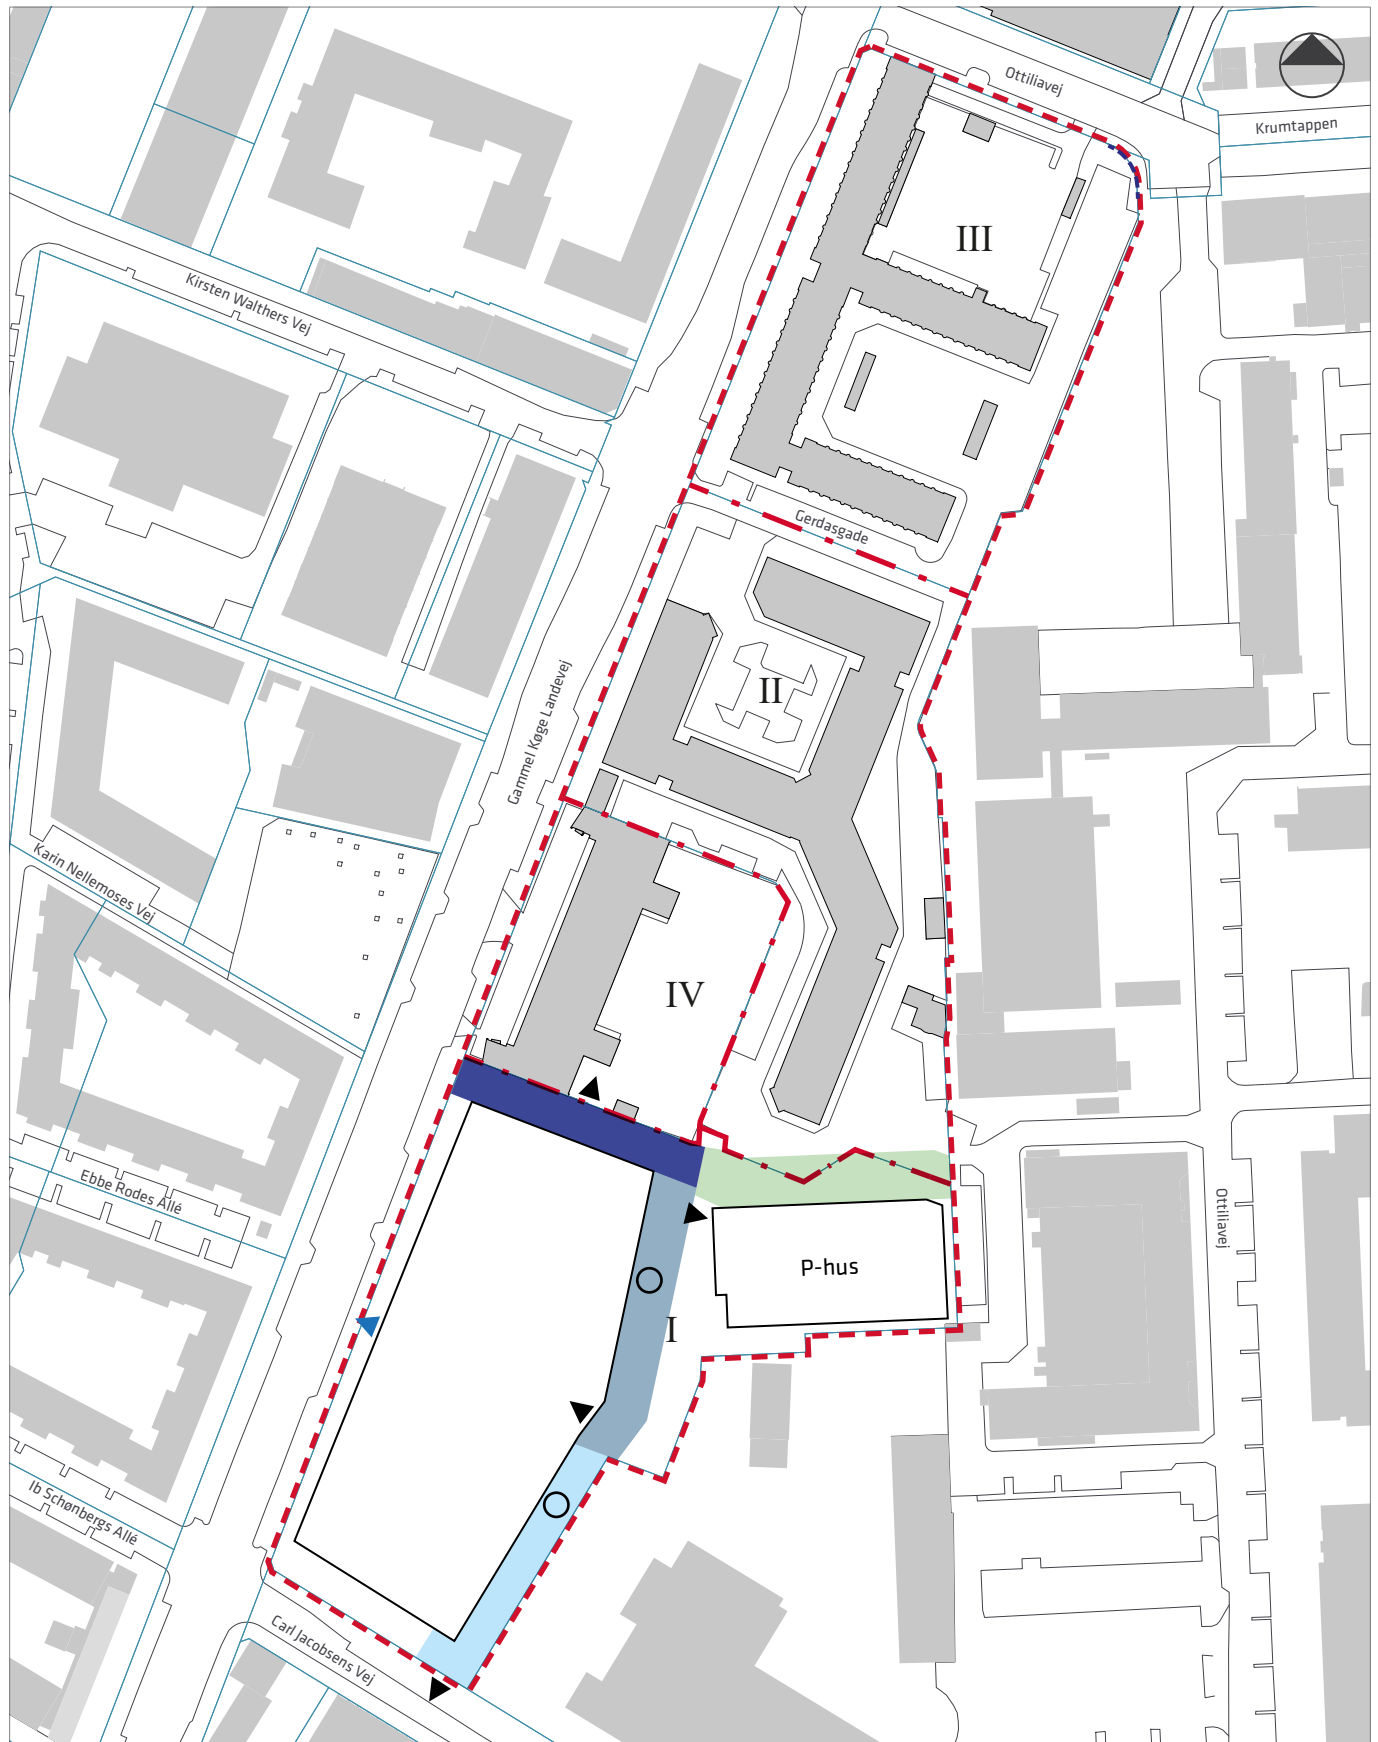 Ottiliavej
Krumtappen
III
Kirsten Walthers Vej
Gerdasgade
II
Gammel Køge Landevej
Karin Nellemoses Vej
IV
Ebbe Rodes Allé
Ottiliavej
P-hus
I
Ib Schønbergs Allé
Carl Jacobsens Vej